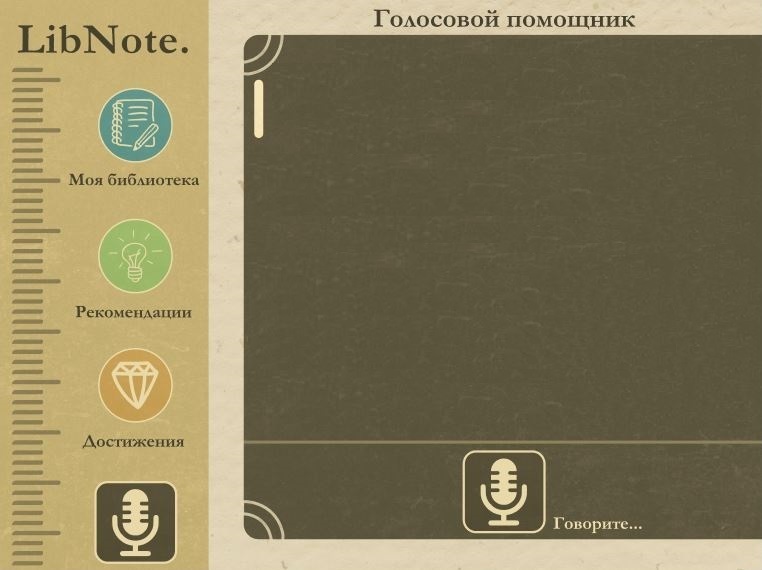 LibNote.
Моя библиотека
Рекомендации
Достижения
Голосовой помощник
Говорите...